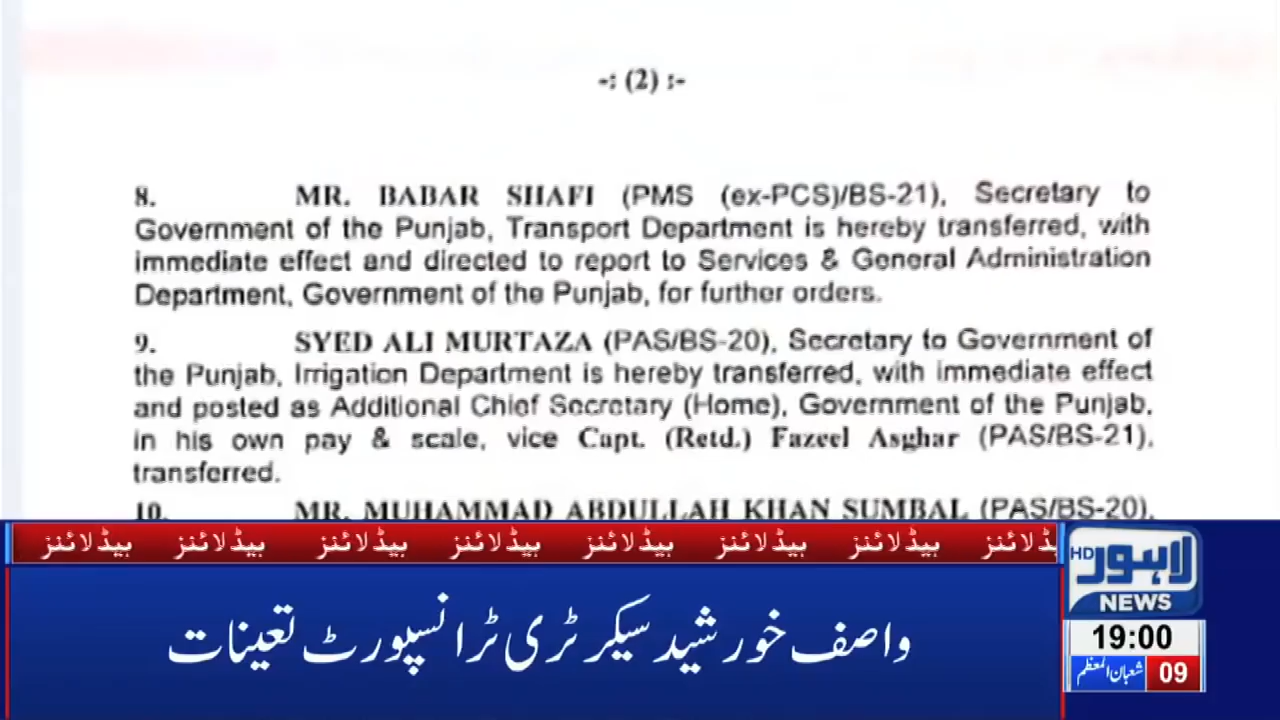 -: (2) :-
8. MR. BABAR SHAFI (PMS (ex-PCS)/BS-21), Secretary to
Government of the Punjab, Transport Department is hereby transferred, with
immediate effect and directed to report to Services & General Administration
Department, Government of the Punjab, for further orders.
9. SYED ALI MURTAZA (PAS/BS-20), Secretary to Government of
the Punjab, Irrigation Department is hereby transferred, with immediate effect
and posted as Additional Chief Secretary (Home), Government of the Punjab,
in his own pay & scale, vice Capt. (Retd.) Fazeel Asghar (PAS/BS-21),
transferred.
10. MR. MUHAMMAD ABDULLAH KHAN SUMBAL (PAS/BS-20),
ہیڈلائنز ہیڈلائنز ہیڈلائنز ہیڈلائنز ہیڈلائنز ہیڈلائنز ہیڈلائنز ہیڈلائنز
واصف خورشید سیکرٹری ٹرانسپورٹ تعینات
لاہور HD
NEWS
19:00
09 شعبان المعظم